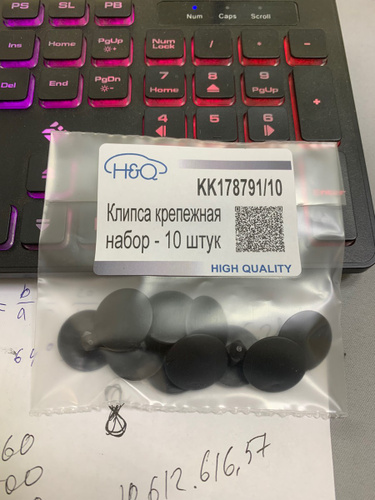 PS SL PB
Num Caps Scroll
Ins Home PgUp Num Lock / * -
Del End PgDn 7 Home 8 9 PgUp +
4 5 6
H&Q
KK178791/10
Клипса крепежная
набор - 10 штук
HIGH QUALITY
60
00
10.612.616,57